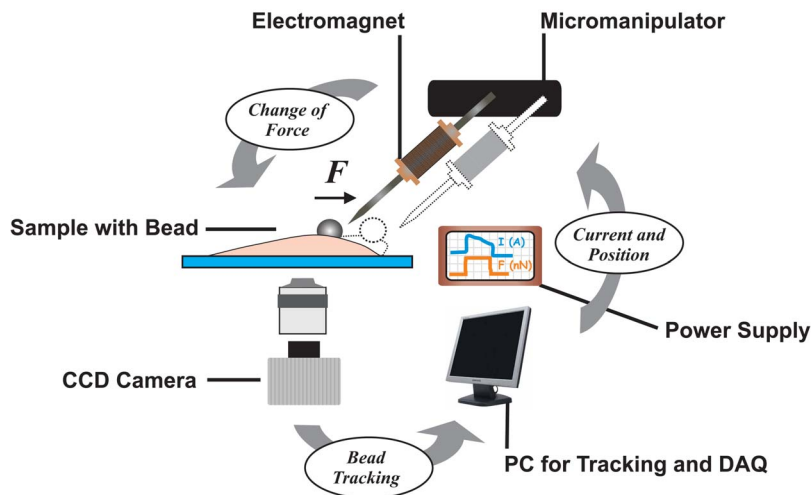 Electromagnet
Micromanipulator
Change of
Force
F
Sample with Bead
I (A)
F (nN)
Current and
Position
Power Supply
CCD Camera
Bead
Tracking
PC for Tracking and DAQ